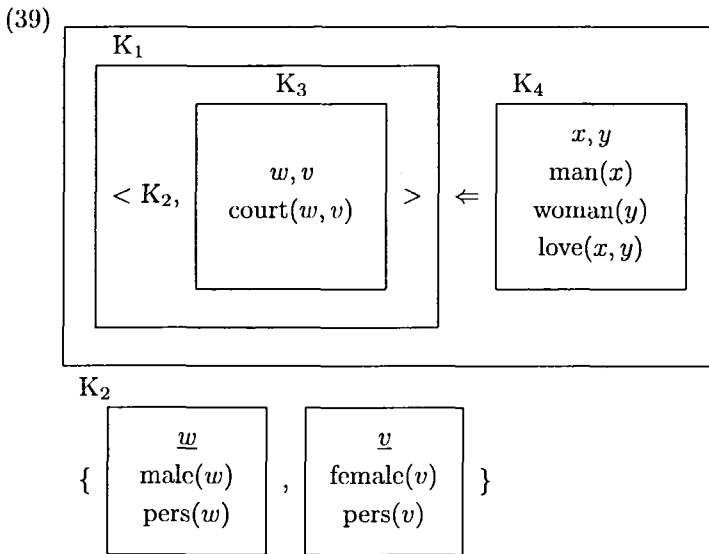 (39)
K₁
K₃
K₄
< K₂,
w, v
court(w, v)
>
⇐
x, y
man(x)
woman(y)
love(x, y)
K₂
{
w
male(w)
pers(w)
,
v
female(v)
pers(v)
}